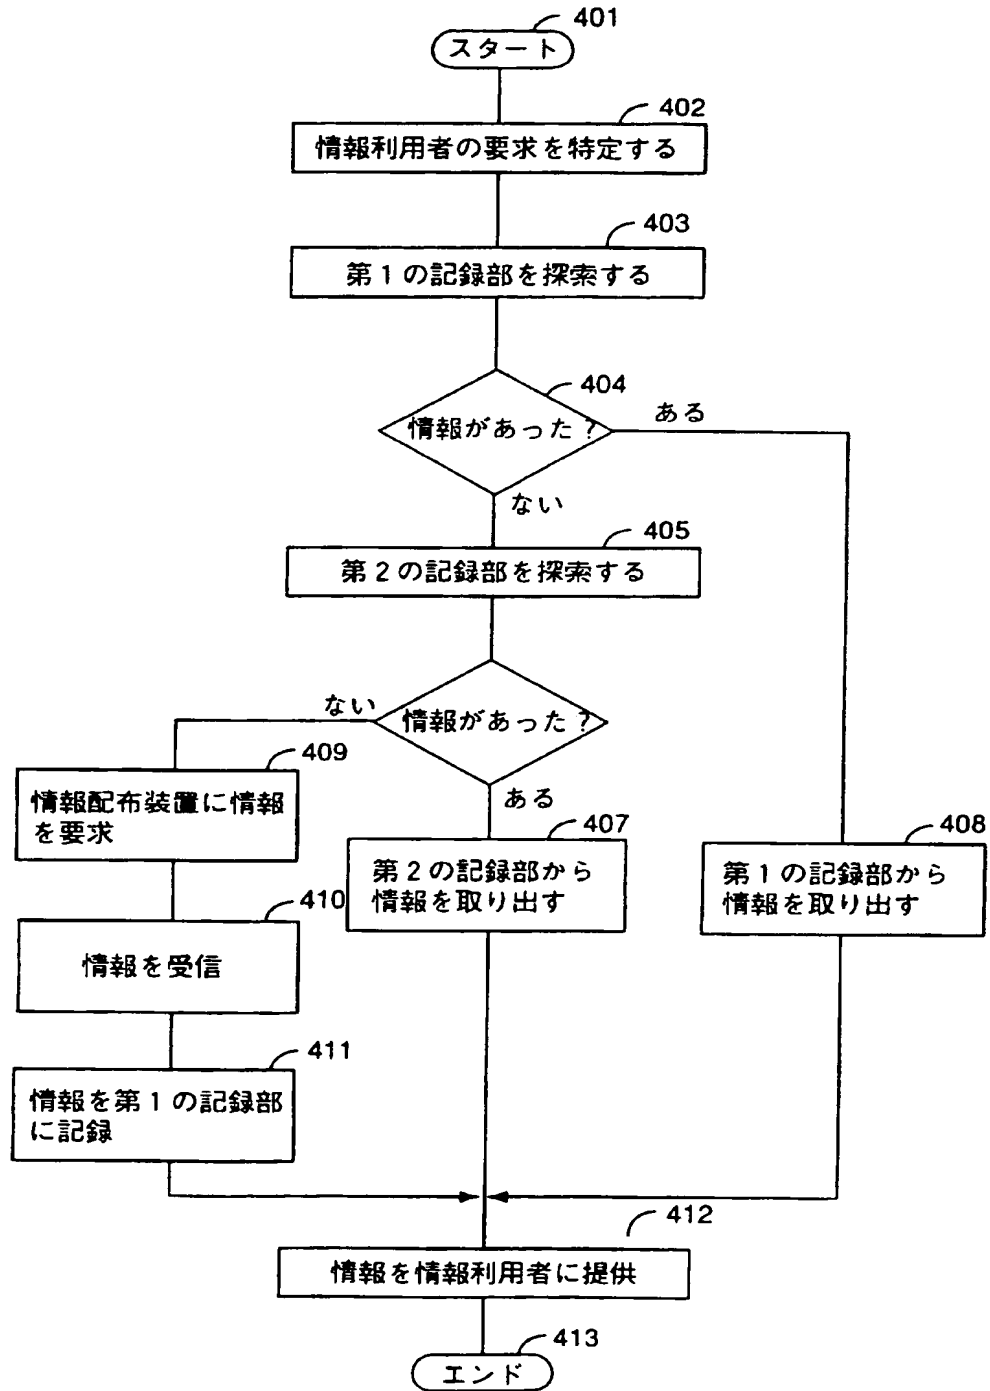 401
スタート
402
情報利用者の要求を特定する
403
第1の記録部を探索する
404
情報があった?
ある
ない
405
第2の記録部を探索する
情報があった?
ない
ある
409
情報配布装置に情報
を要求
407
第2の記録部から
情報を取り出す
408
第1の記録部から
情報を取り出す
410
情報を受信
411
情報を第1の記録部
に記録
412
情報を情報利用者に提供
413
エンド